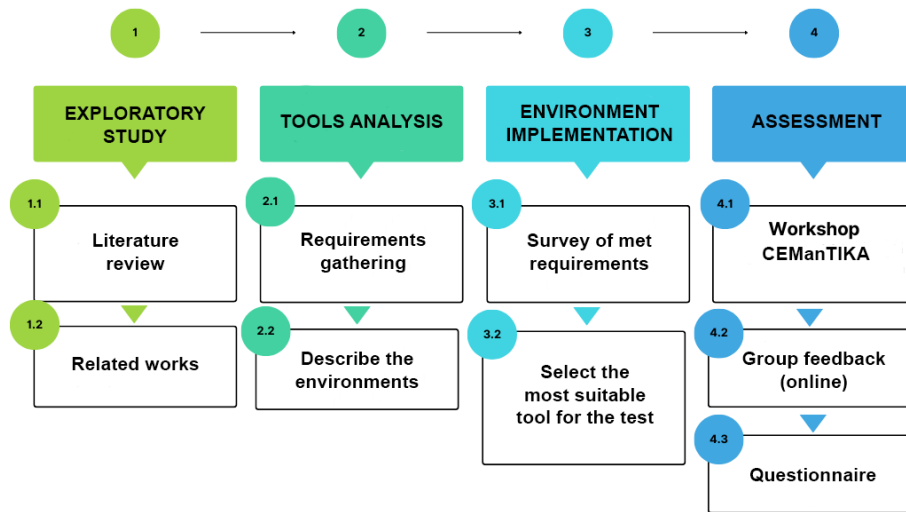 1
2
3
4
EXPLORATORY
STUDY
TOOLS ANALYSIS
ENVIRONMENT
IMPLEMENTATION
ASSESSMENT
1.1
Literature
review
1.2
Related works
2.1
Requirements
gathering
2.2
Describe the
environments
3.1
Survey of met
requirements
3.2
Select the
most suitable
tool for the test
4.1
Workshop
CEManTIKA
4.2
Group feedback
(online)
4.3
Questionnaire